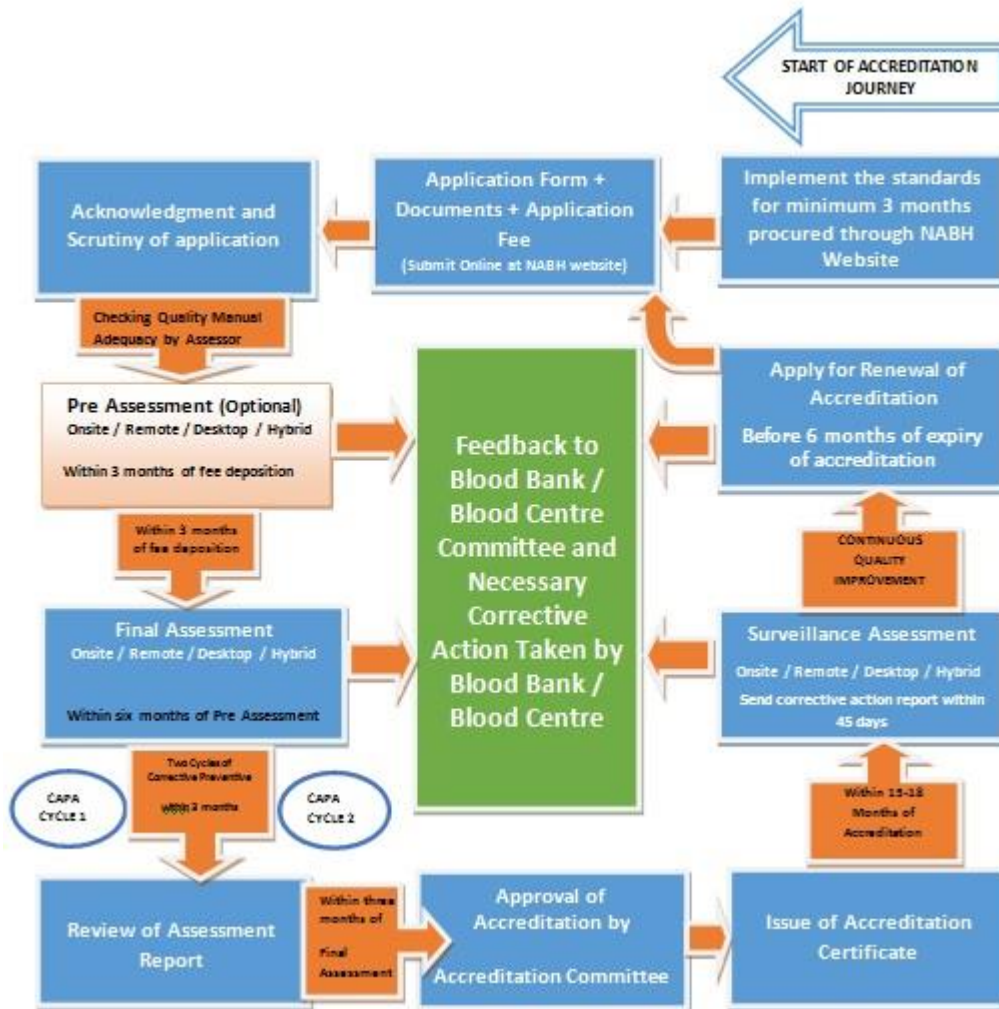 START OF ACCREDITATION
JOURNEY
Implement the standards
for minimum 3 months
procured through NABH
Website
Application Form +
Documents + Application
Fee
(Submit Online at NABH website)
Acknowledgment and
Scrutiny of application
Checking Quality Manual
Adequacy by Assessor
Pre Assessment (Optional)
Onsite / Remote / Desktop / Hybrid
Within 3 months of fee deposition
Within 3 months
of fee deposition
Final Assessment
Onsite / Remote / Desktop / Hybrid
Within six months of Pre Assessment
Two Cycles of
Corrective Preventive
within 3 months
CAPA
CYCLE 1
CAPA
CYCLE 2
Review of Assessment
Report
Within three
months of
Final
Assessment
Approval of
Accreditation by
Accreditation Committee
Issue of Accreditation
Certificate
Within 15-18
Months of
Accreditation
Surveillance Assessment
Onsite / Remote / Desktop / Hybrid
Send corrective action report within
45 days
CONTINUOUS
QUALITY
IMPROVEMENT
Apply for Renewal of
Accreditation
Before 6 months of expiry
of accreditation
Feedback to
Blood Bank /
Blood Centre
Committee and
Necessary
Corrective
Action Taken by
Blood Bank /
Blood Centre